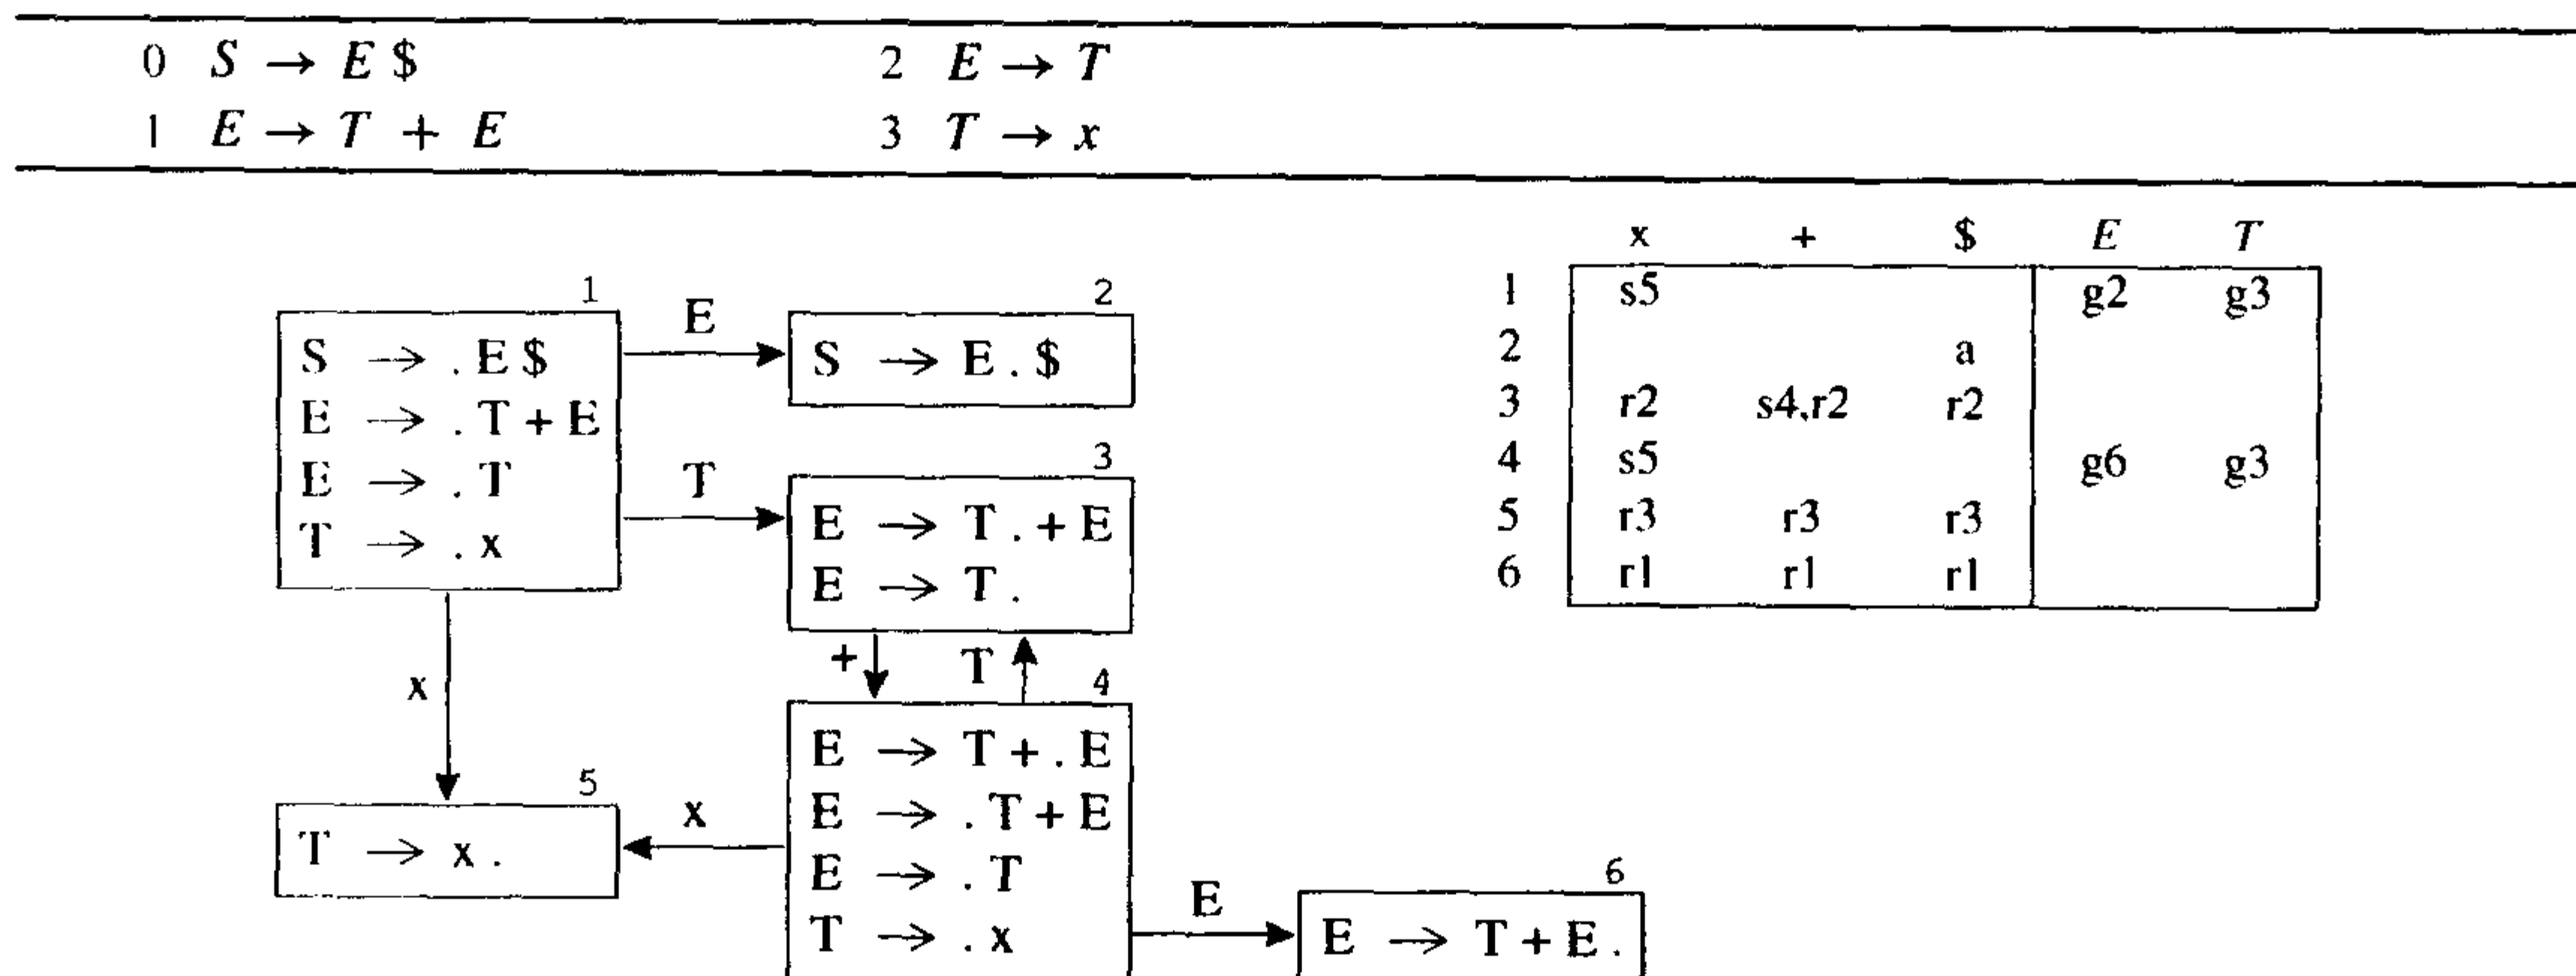 0 S → E $ 2 E → T
1 E → T + E 3 T → x
x + $ E T
1 s5 g2 g3
2 a
3 r2 s4,r2 r2
4 s5 g6 g3
5 r3 r3 r3
6 r1 r1 r1
1
S → . E $
E → . T + E
E → . T
T → . x
E
2
S → E . $
T
3
E → T . + E
E → T .
+ T
x
4
E → T + . E
E → . T + E
E → . T
T → . x
5
T → x .
x
E
6
E → T + E .